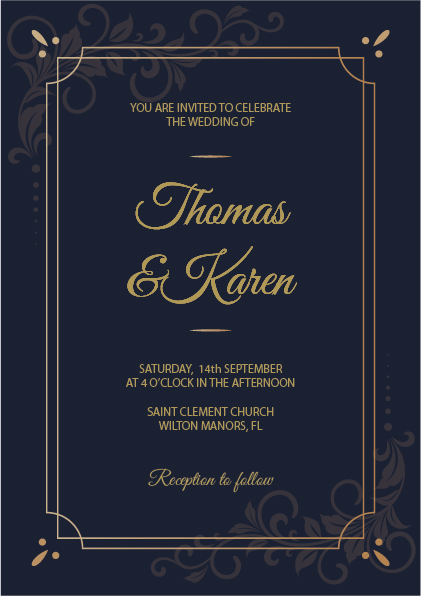 YOU ARE INVITED TO CELEBRATE
THE WEDDING OF
Thomas
& Karen
SATURDAY, 14th SEPTEMBER
AT 4 O'CLOCK IN THE AFTERNOON
SAINT CLEMENT CHURCH
WILTON MANORS, FL
Reception to follow